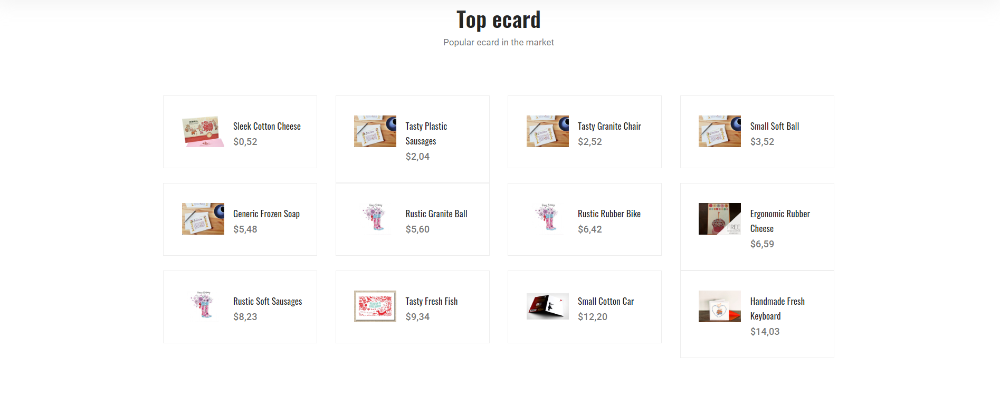 Top ecard
Popular ecard in the market
Sleek Cotton Cheese
$0,52
Tasty Plastic
Sausages
$2,04
Tasty Granite Chair
$2,52
Small Soft Ball
$3,52
Generic Frozen Soap
$5,48
Rustic Granite Ball
$5,60
Rustic Rubber Bike
$6,42
FREE
Ergonomic Rubber
Cheese
$6,59
Rustic Soft Sausages
$8,23
Tasty Fresh Fish
$9,34
Small Cotton Car
$12,20
Handmade Fresh
Keyboard
$14,03